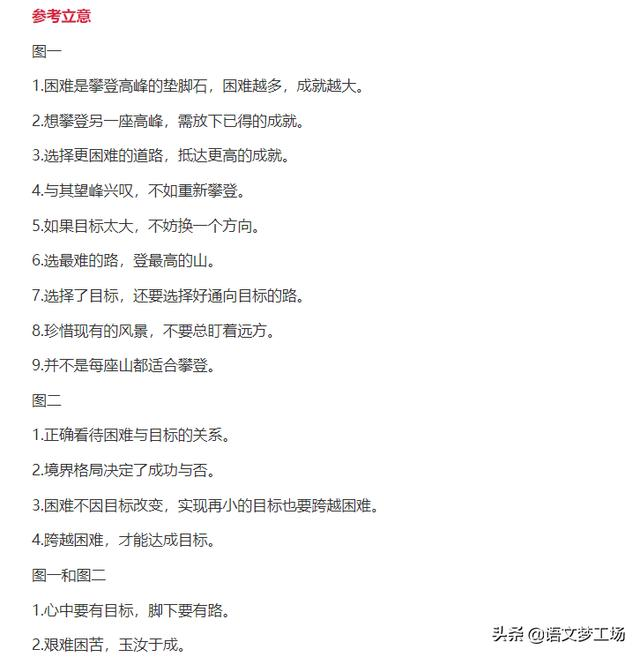 参考立意
图一
1.困难是攀登高峰的垫脚石，困难越多，成就越大。
2.想攀登另一座高峰，需放下已得的成就。
3.选择更困难的道路，抵达更高的成就。
4.与其望峰兴叹，不如重新攀登。
5.如果目标太大，不妨换一个方向。
6.选最难的路，登最高的山。
7.选择了目标，还要选择好通向目标的路。
8.珍惜现有的风景，不要总盯着远方。
9.并不是每座山都适合攀登。
图二
1.正确看待困难与目标的关系。
2.境界格局决定了成功与否。
3.困难不因目标改变，实现再小的目标也要跨越困难。
4.跨越困难，才能达成目标。
图一和图二
1.心中要有目标，脚下要有路。
2.艰难困苦，玉汝于成。
头条 @语文梦工场